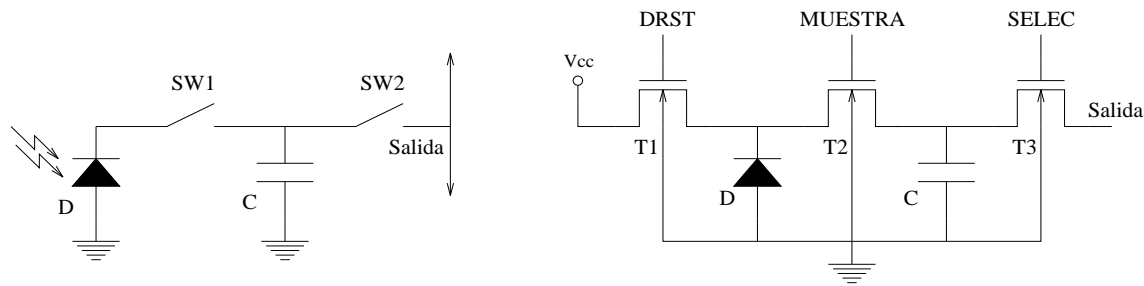 SW1
SW2
Salida
D
C
DRST
MUESTRA
SELEC
Vcc
Salida
T1
T2
T3
D
C